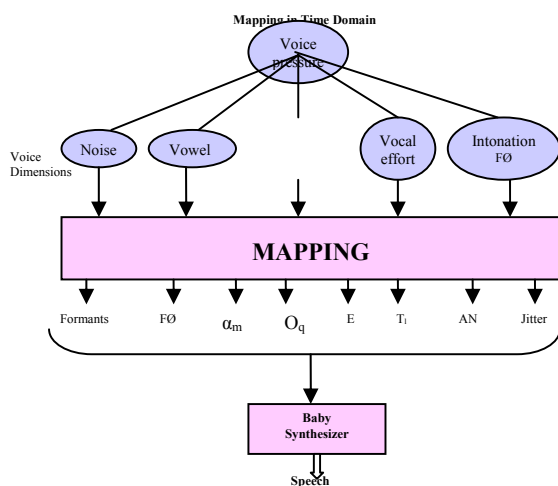 Mapping in Time Domain
Voice
pressure
Voice
Dimensions
Noise
Vowel
Vocal
effort
Intonation
FØ
MAPPING
Formants
FØ
αm
Oq
E
T1
AN
Jitter
Baby
Synthesizer
Speech